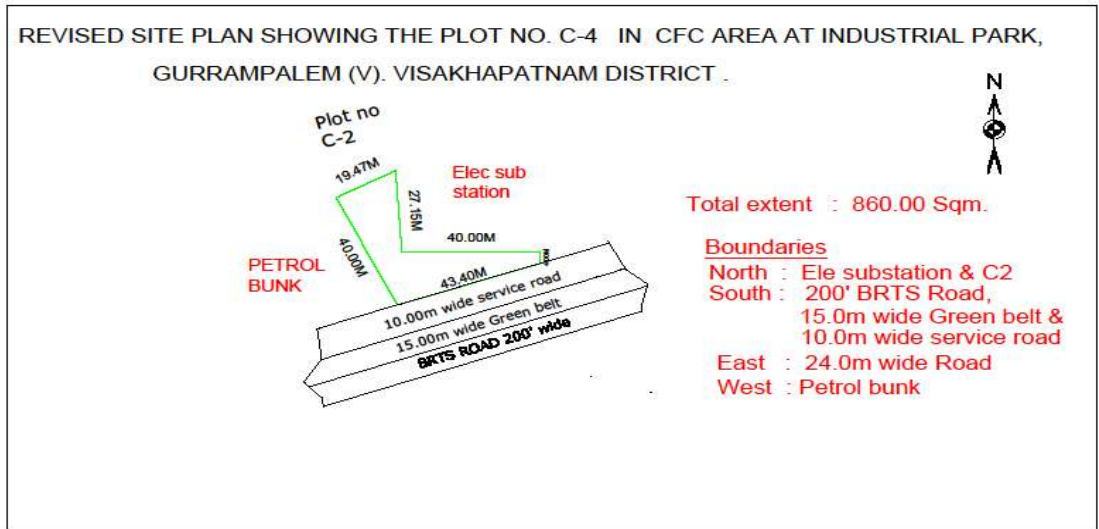 REVISED SITE PLAN SHOWING THE PLOT NO. C-4 IN CFC AREA AT INDUSTRIAL PARK,
GURRAMPALEM (V). VISAKHAPATNAM DISTRICT .
N
Plot no
C-2
19.47M
Elec sub
station
27.15M
40.00M
40.00M
PETROL
BUNK
43.40M
10.00m wide service road
15.00m wide Green belt
BRTS ROAD 200' wide
Total extent : 860.00 Sqm.
Boundaries
North : Ele substation & C2
South : 200' BRTS Road,
15.0m wide Green belt &
10.0m wide service road
East : 24.0m wide Road
West : Petrol bunk